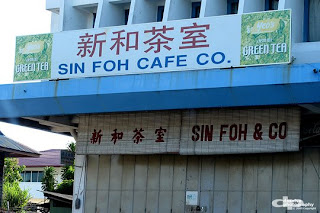 新和茶室
GREEN TEA
SIN FOH CAFE CO.
GREEN TEA
新和茶室 SIN FOH & CO
photography